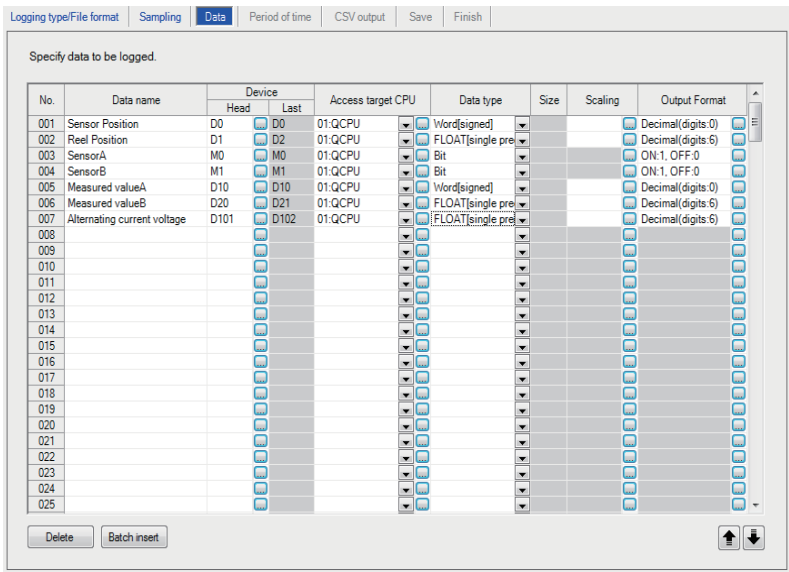 Logging type/File format Sampling Data Period of time CSV output Save Finish
Specify data to be logged.
No. Data name Device Access target CPU Data type Size Scaling Output Format
Head Last
001 Sensor Position D0 ... D0 01:QCPU ... Word[signed] ... Decimal(digits:0) ...
002 Reel Position D1 ... D2 01:QCPU ... FLOAT[single pre ... Decimal(digits:6) ...
003 SensorA M0 ... M0 01:QCPU ... Bit ... ON:1, OFF:0 ...
004 SensorB M1 ... M1 01:QCPU ... Bit ... ON:1, OFF:0 ...
005 Measured valueA D10 ... D10 01:QCPU ... Word[signed] ... Decimal(digits:0) ...
006 Measured valueB D20 ... D21 01:QCPU ... FLOAT[single pre ... Decimal(digits:6) ...
007 Alternating current voltage D101 ... D102 01:QCPU ... FLOAT[single pre ... Decimal(digits:6) ...
008 ... ... ... ...
009 ... ... ... ...
010 ... ... ... ...
011 ... ... ... ...
012 ... ... ... ...
013 ... ... ... ...
014 ... ... ... ...
015 ... ... ... ...
016 ... ... ... ...
017 ... ... ... ...
018 ... ... ... ...
019 ... ... ... ...
020 ... ... ... ...
021 ... ... ... ...
022 ... ... ... ...
023 ... ... ... ...
024 ... ... ... ...
025 ... ... ... ...
Delete Batch insert